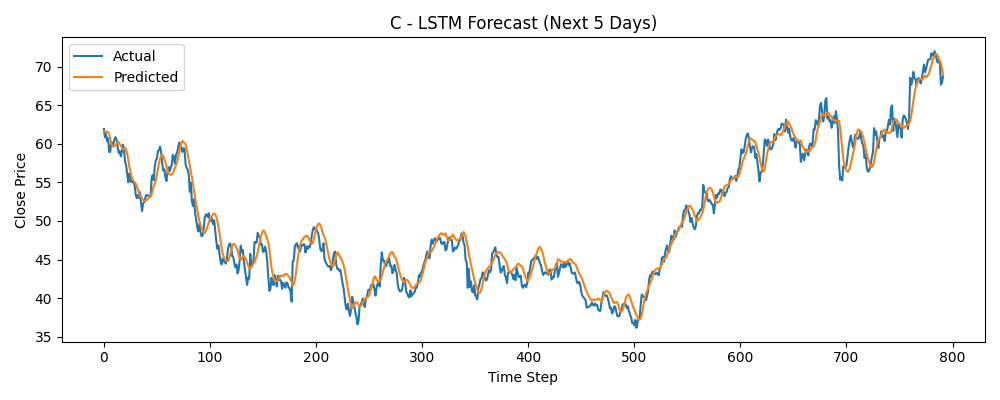 C - LSTM Forecast (Next 5 Days)
Actual
Predicted
Close Price
70
65
60
55
50
45
40
35
0 100 200 300 400 500 600 700 800
Time Step